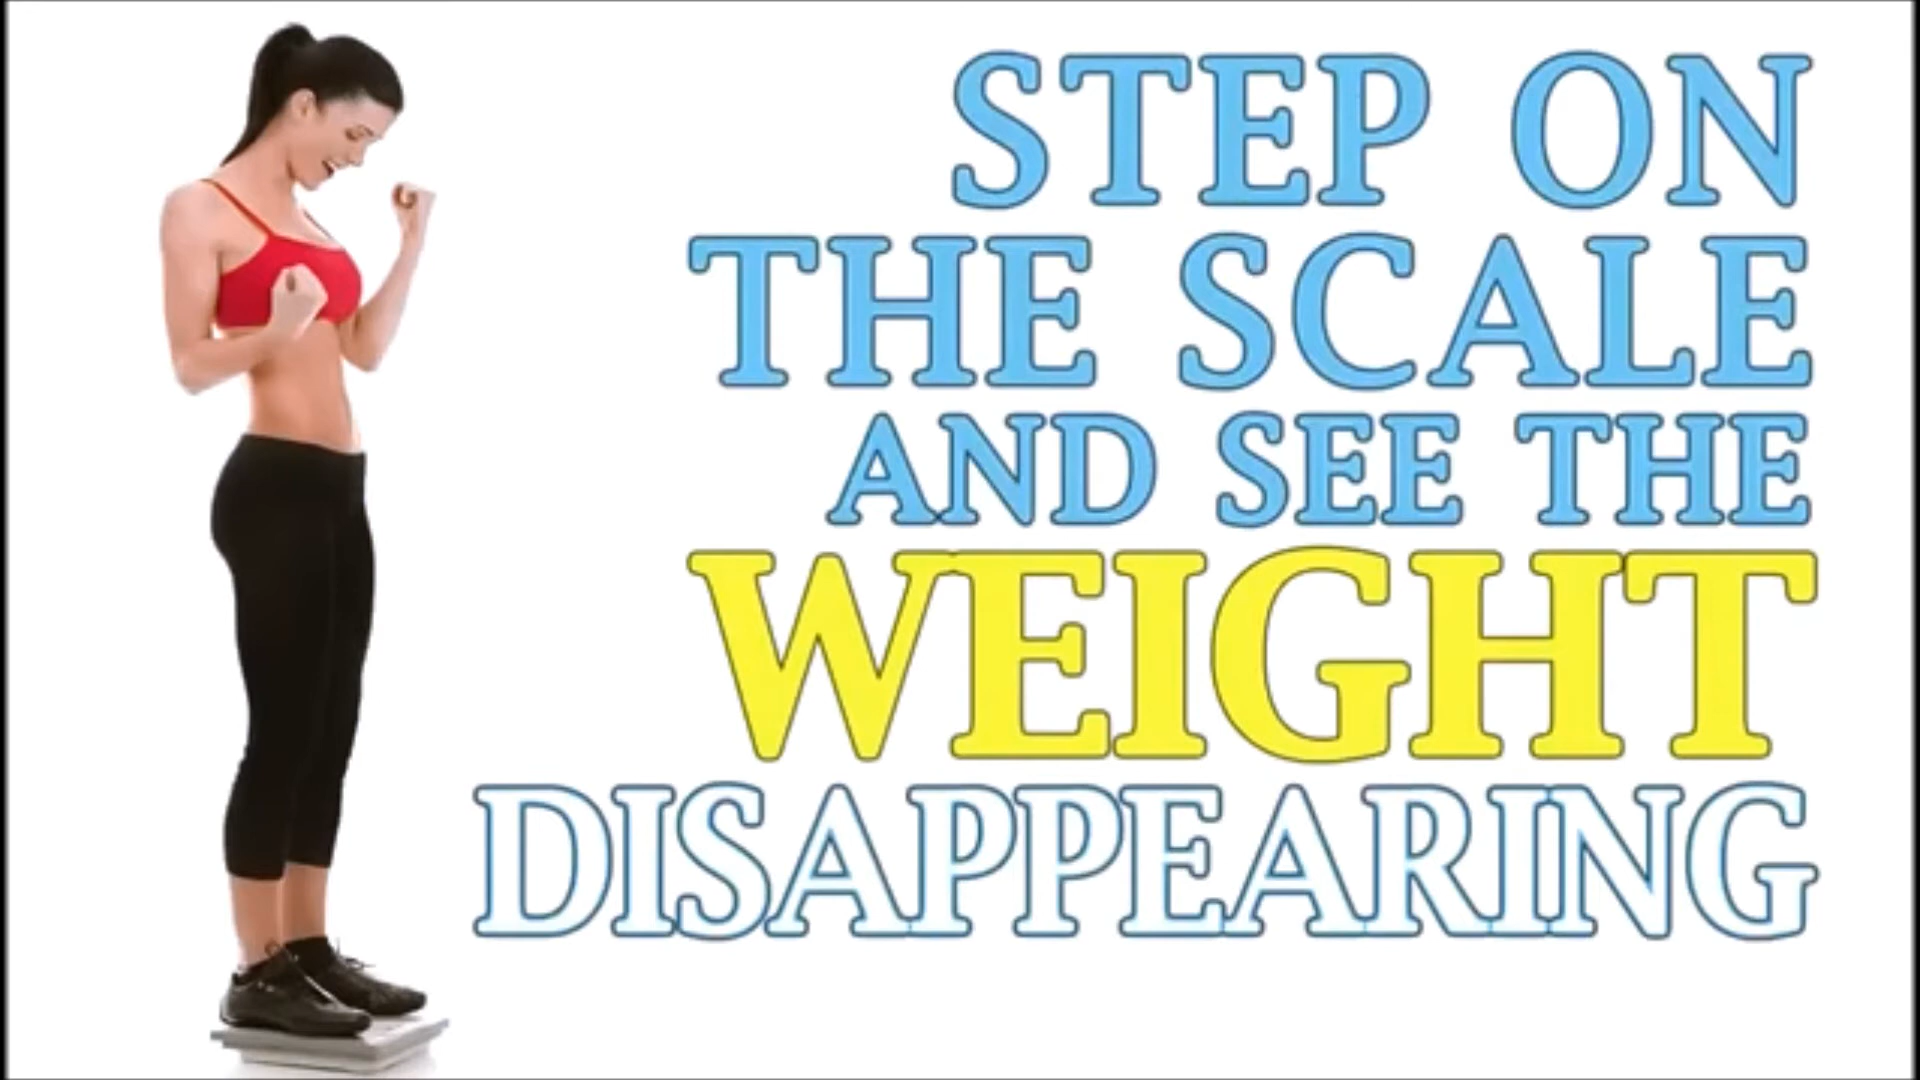 STEP ON
THE SCALE
AND SEE THE
WEIGHT
DISAPPEARING